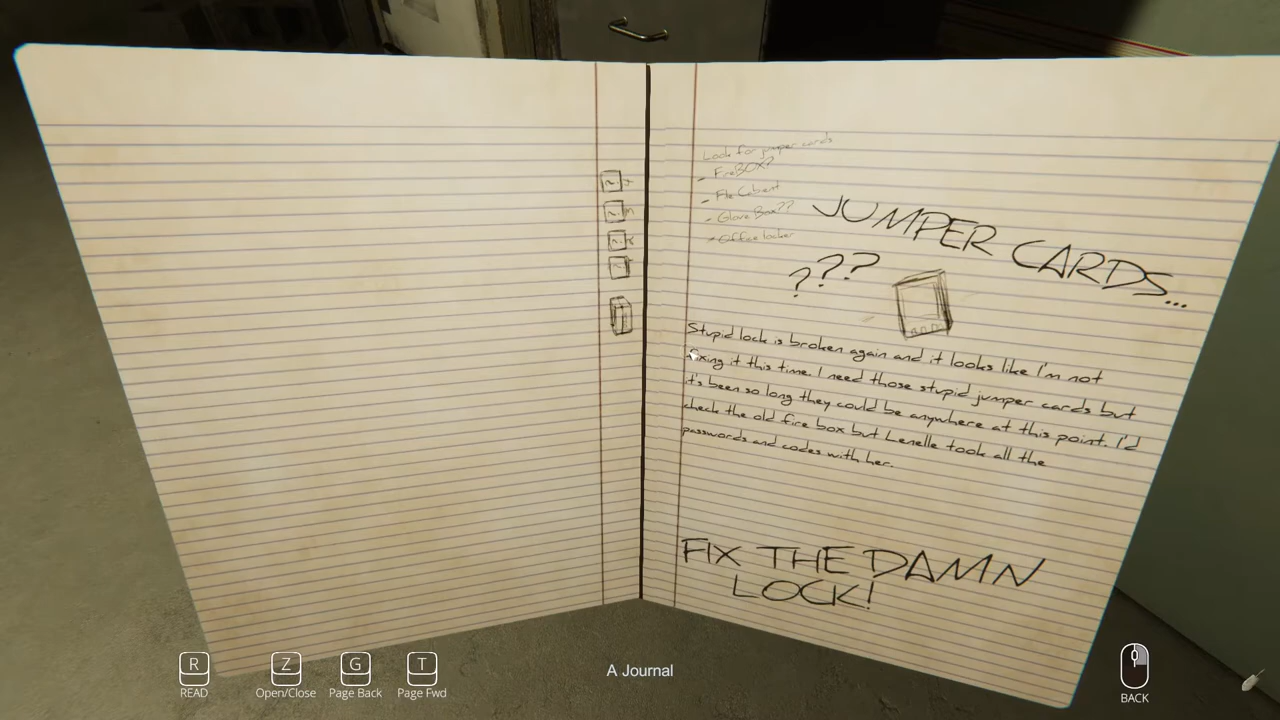 Look for jumper cards
- FireBOX?
- File Cabient
- Glove Box??
- Office locker
JUMPER CARDS...
???
Stupid lock is broken again and it looks like I'm not
fixing it this time. I need those stupid jumper cards but
it's been so long they could be anywhere at this point. I'd
check the old fire box but Lenelle took all the
passwords and codes with her.
FIX THE DAMN
LOCK!
R
READ
Z
Open/Close
G
Page Back
T
Page Fwd
A Journal
BACK